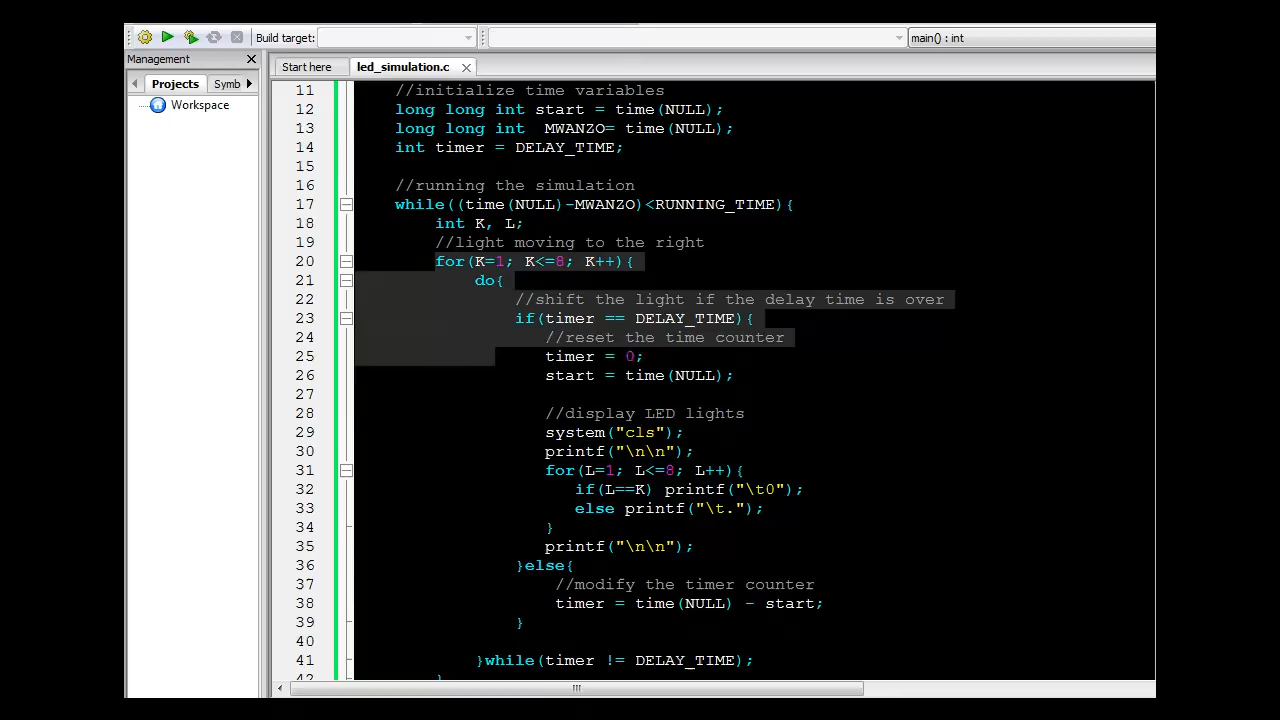 Build target:
main() : int
Management
Start here
led_simulation.c
Projects
Symb
Workspace
11 //initialize time variables
12 long long int start = time(NULL);
13 long long int  MWANZO= time(NULL);
14 int timer = DELAY_TIME;
15
16 //running the simulation
17 while((time(NULL)-MWANZO)<RUNNING_TIME){
18 int K, L;
19 //light moving to the right
20 for(K=1; K<=8; K++){
21 do{
22 //shift the light if the delay time is over
23 if(timer == DELAY_TIME){
24 //reset the time counter
25 timer = 0;
26 start = time(NULL);
27
28 //display LED lights
29 system("cls");
30 printf("\n\n");
31 for(L=1; L<=8; L++){
32 if(L==K) printf("\t0");
33 else printf("\t.");
34 }
35 printf("\n\n");
36 }else{
37 //modify the timer counter
38 timer = time(NULL) - start;
39 }
40
41 }while(timer != DELAY_TIME);
42 }